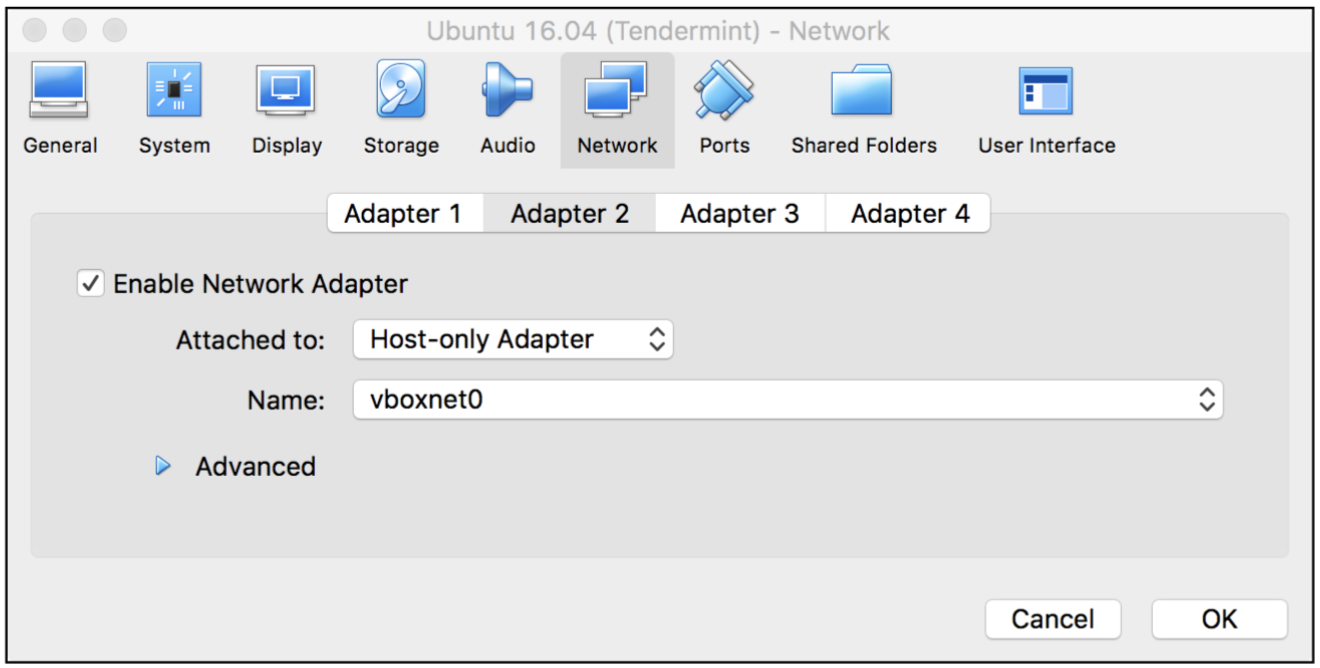 Ubuntu 16.04 (Tendermint) - Network
General System Display Storage Audio Network Ports Shared Folders User Interface
Adapter 1 Adapter 2 Adapter 3 Adapter 4
Enable Network Adapter
Attached to: Host-only Adapter
Name: vboxnet0
Advanced
Cancel OK